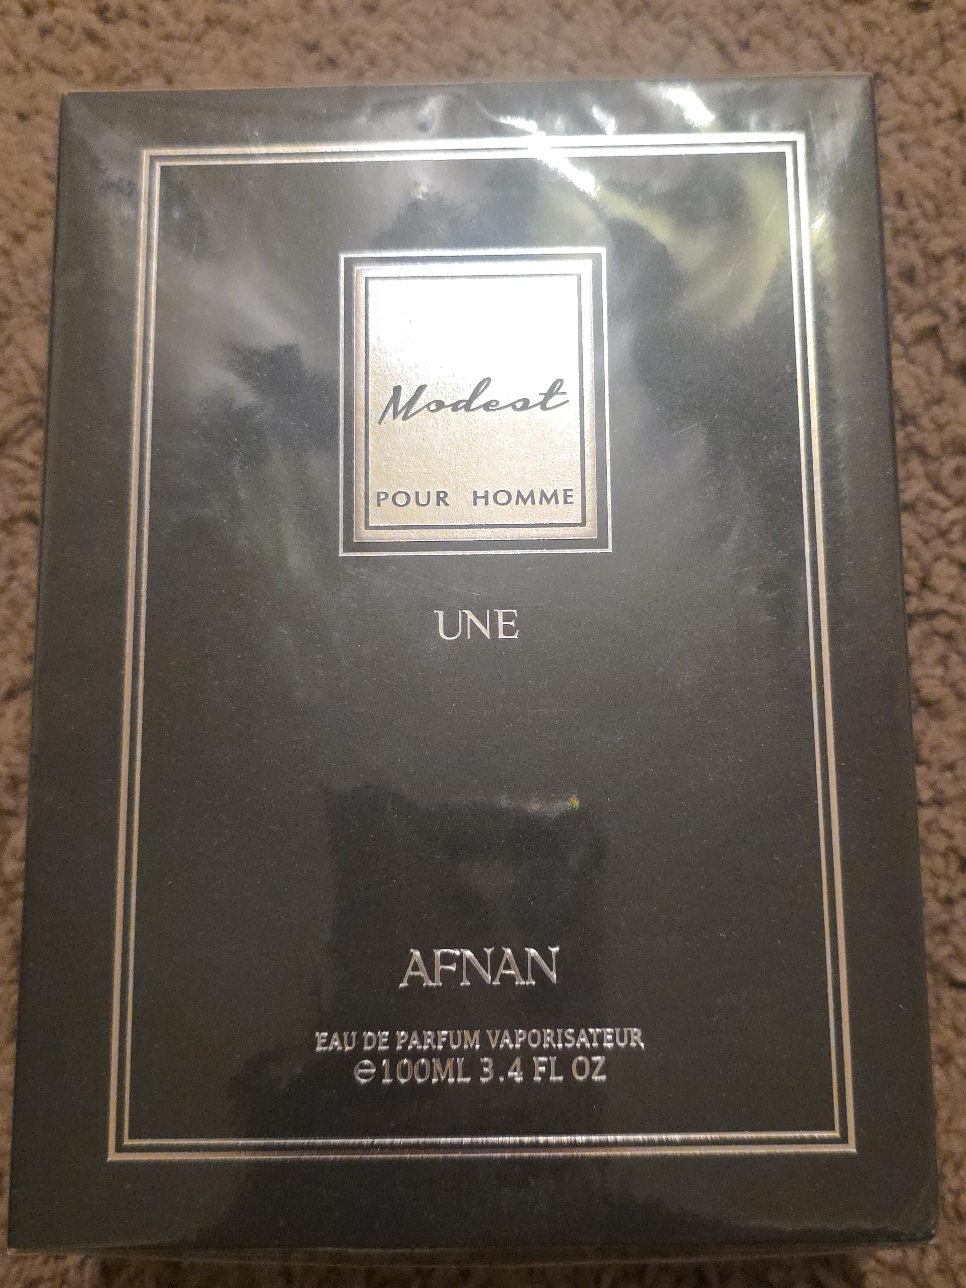 Modest
POUR HOMME
UNE
AFNAN
EAU DE PARFUM VAPORISATEUR
℮100ML 3.4 FL OZ